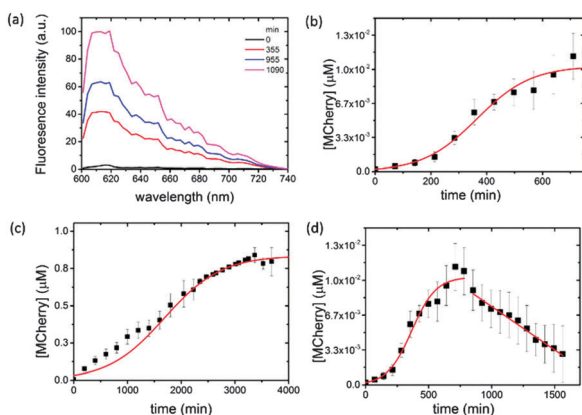 (a)
Fluoresence intensity (a.u.)
100
80
60
40
20
0
min
0
355
955
1090
600 620 640 660 680 700 720 740
wavelength (nm)
(b)
[MCherry] (μM)
1.3x10⁻²
1.0x10⁻²
6.7x10⁻³
3.3x10⁻³
0.0
0 200 400 600
time (min)
(c)
[MCherry] (μM)
1.0
0.8
0.5
0.3
0.0
0 1000 2000 3000 4000
time (min)
(d)
[MCherry] (μM)
1.3x10⁻²
1.0x10⁻²
6.7x10⁻³
3.3x10⁻³
0.0
0 500 1000 1500
time (min)